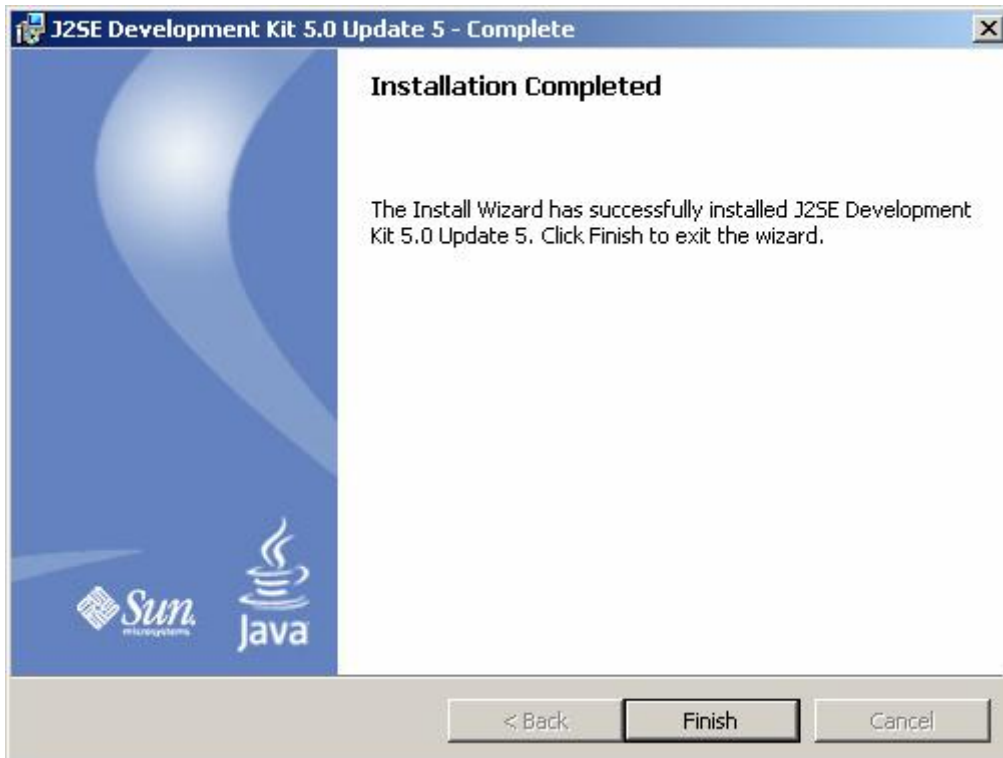 J2SE Development Kit 5.0 Update 5 - Complete
Installation Completed
The Install Wizard has successfully installed J2SE Development
Kit 5.0 Update 5. Click Finish to exit the wizard.
Sun
microsystems
Java
< Back
Finish
Cancel